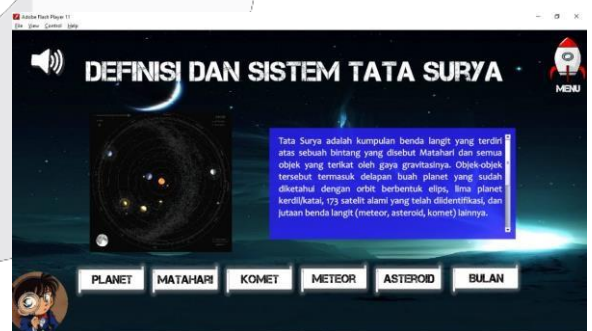 Adobe Flash Player 11
File View Control Help
DEFINISI DAN SISTEM TATA SURYA
MENU
Tata Surya adalah kumpulan benda langit yang terdiri
atas sebuah bintang yang disebut Matahari dan semua
objek yang terikat oleh gaya gravitasinya. Objek-objek
tersebut termasuk delapan buah planet yang sudah
diketahui dengan orbit berbentuk elips, lima planet
kerdil/katai, 173 satelit alami yang telah diidentifikasi, dan
jutaan benda langit (meteor, asteroid, komet) lainnya.
PLANET MATAHARI KOMET METEOR ASTEROID BULAN